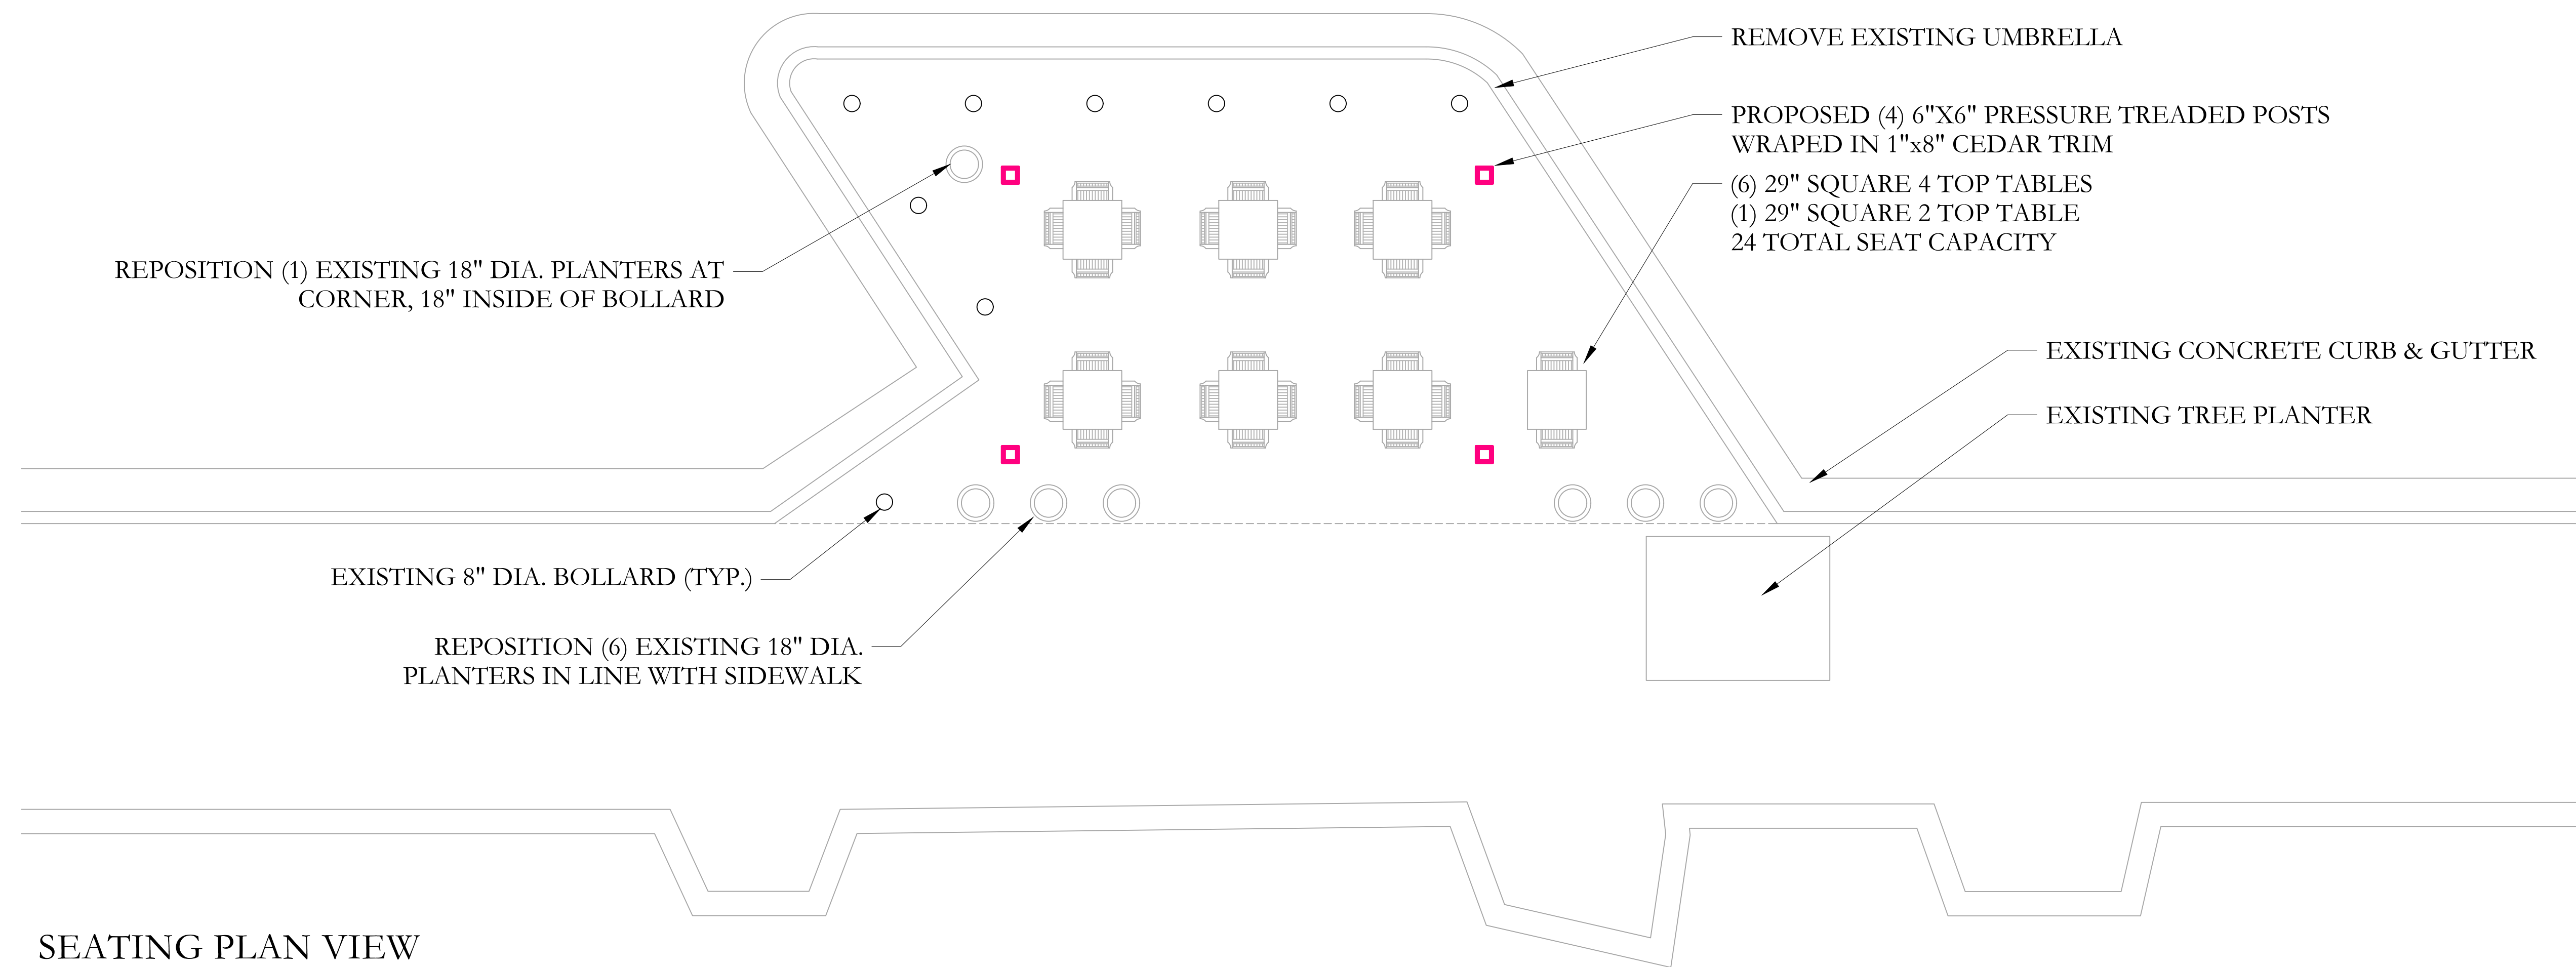 REMOVE EXISTING UMBRELLA
PROPOSED (4) 6"X6" PRESSURE TREADED POSTS
WRAPED IN 1"x8" CEDAR TRIM
(6) 29" SQUARE 4 TOP TABLES
(1) 29" SQUARE 2 TOP TABLE
24 TOTAL SEAT CAPACITY
REPOSITION (1) EXISTING 18" DIA. PLANTERS AT
CORNER, 18" INSIDE OF BOLLARD
EXISTING CONCRETE CURB & GUTTER
EXISTING TREE PLANTER
EXISTING 8" DIA. BOLLARD (TYP.)
REPOSITION (6) EXISTING 18" DIA.
PLANTERS IN LINE WITH SIDEWALK
SEATING PLAN VIEW